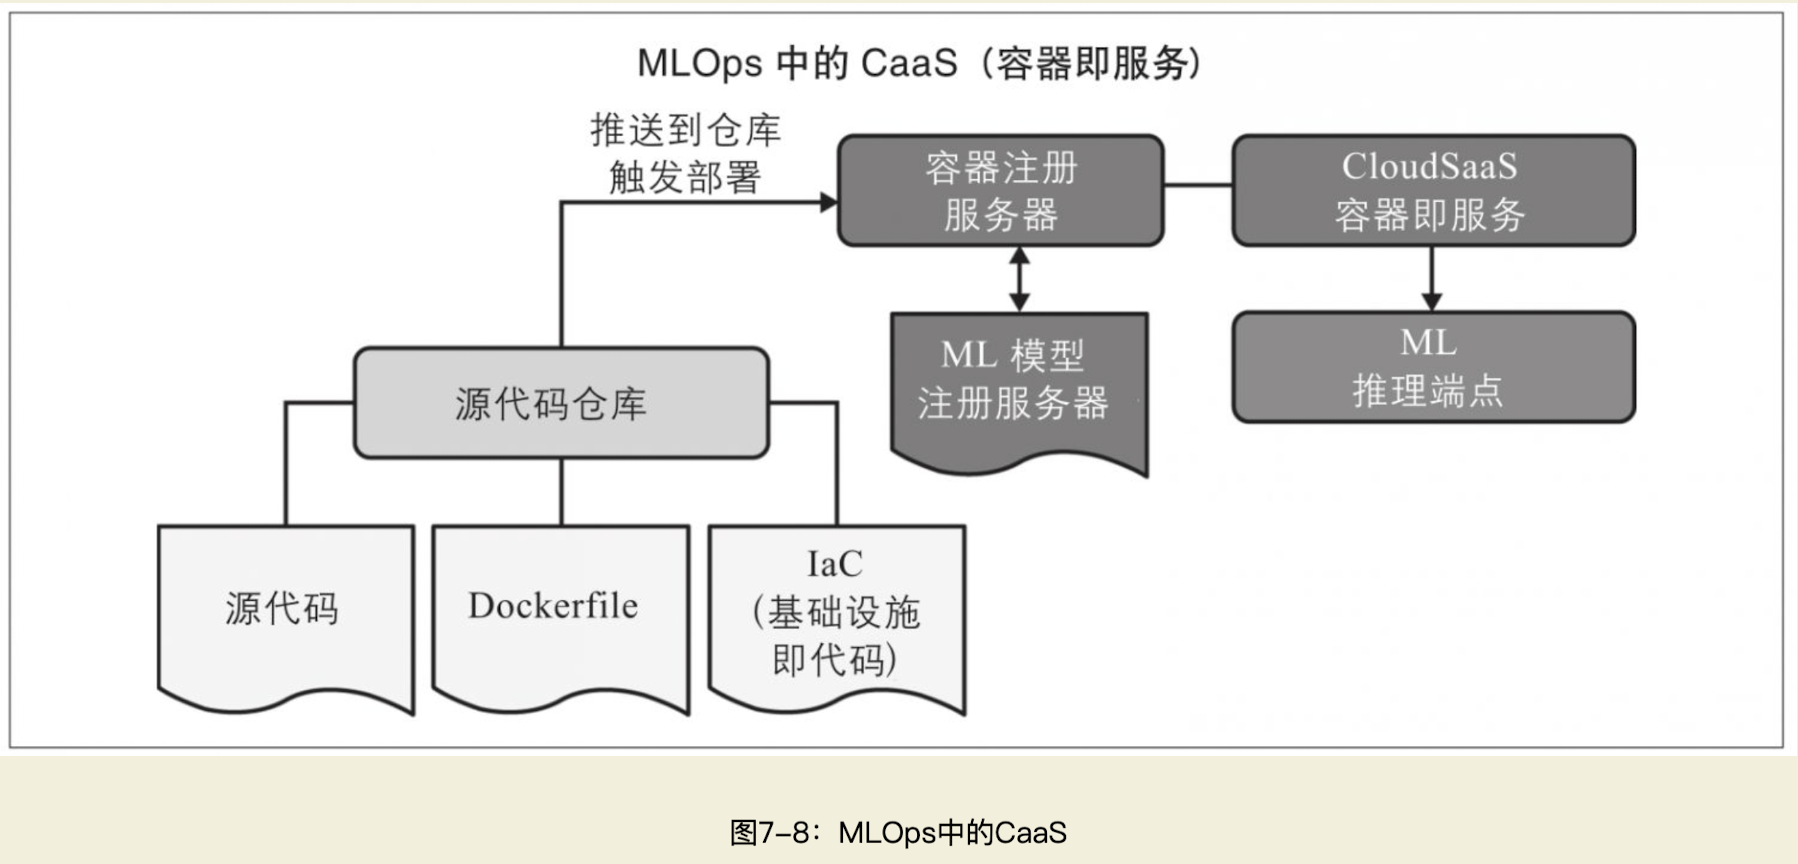 MLOps 中的 CaaS（容器即服务）
推送到仓库
触发部署
容器注册
服务器
CloudSaaS
容器即服务
ML 模型
注册服务器
ML
推理端点
源代码仓库
源代码
Dockerfile
IaC
(基础设施
即代码)
图7-8：MLOps中的CaaS